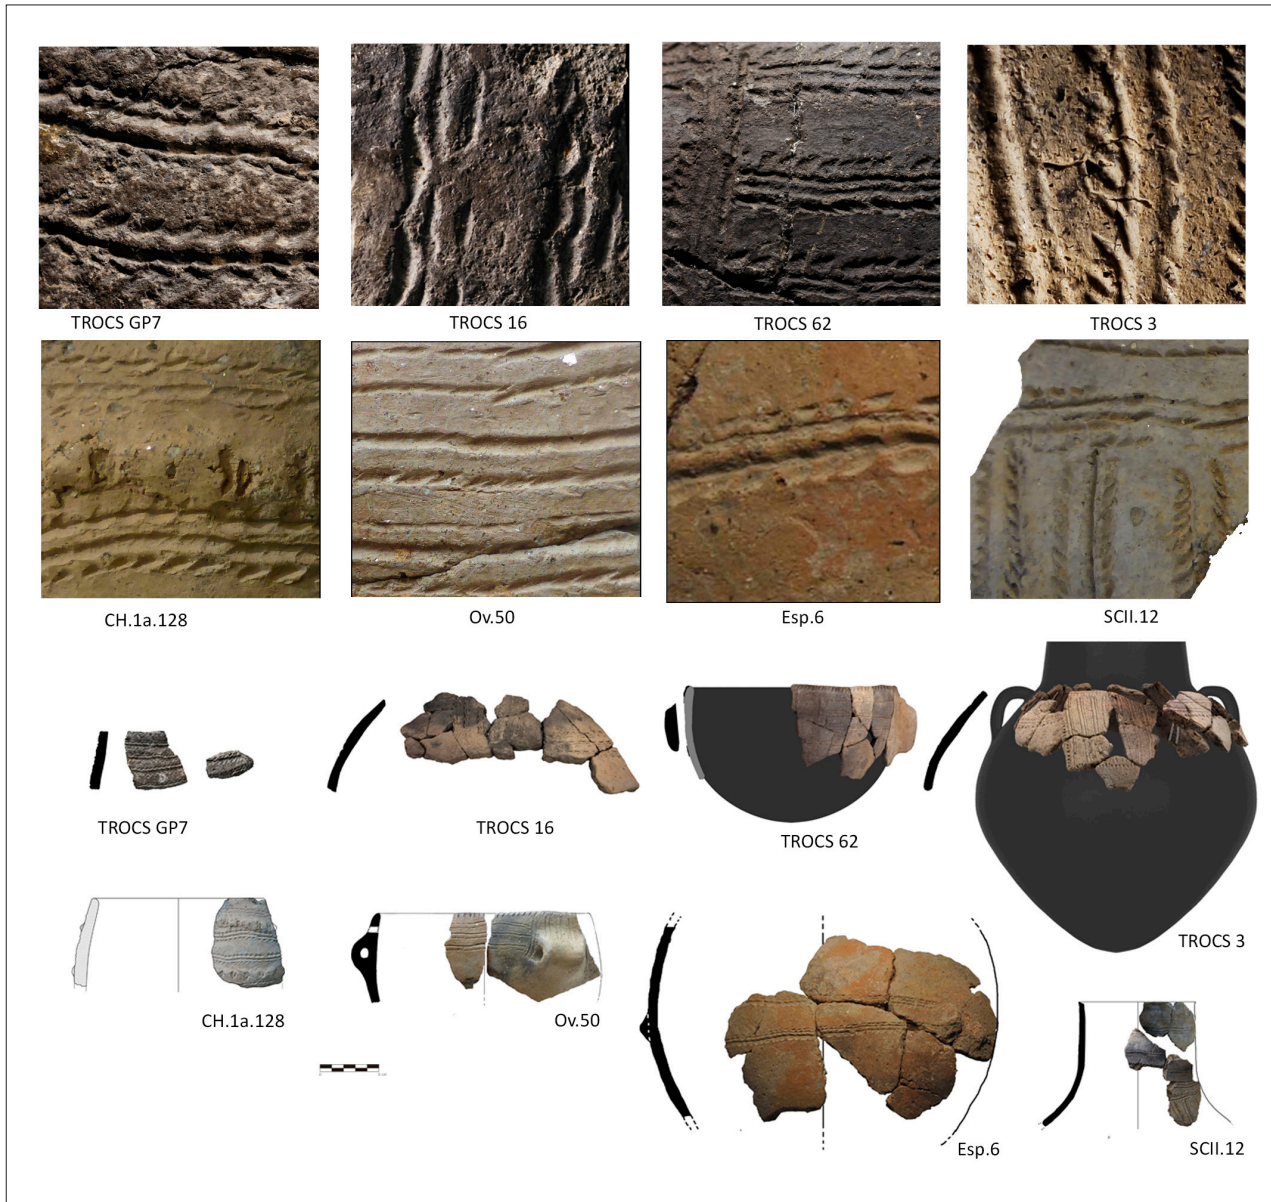 TROCS GP7
TROCS 16
TROCS 62
TROCS 3
CH.1a.128
Ov.50
Esp.6
SCII.12
TROCS GP7
TROCS 16
TROCS 62
TROCS 3
CH.1a.128
Ov.50
Esp.6
SCII.12